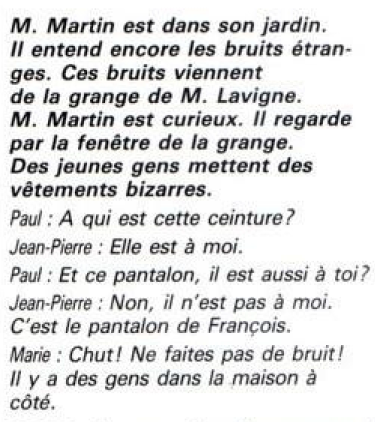 M. Martin est dans son jardin.
Il entend encore les bruits étran-
ges. Ces bruits viennent
de la grange de M. Lavigne.
M. Martin est curieux. Il regarde
par la fenêtre de la grange.
Des jeunes gens mettent des
vêtements bizarres.
Paul : A qui est cette ceinture?
Jean-Pierre : Elle est à moi.
Paul : Et ce pantalon, il est aussi à toi?
Jean-Pierre : Non, il n'est pas à moi.
C'est le pantalon de François.
Marie : Chut! Ne faites pas de bruit!
Il y a des gens dans la maison à
côté.